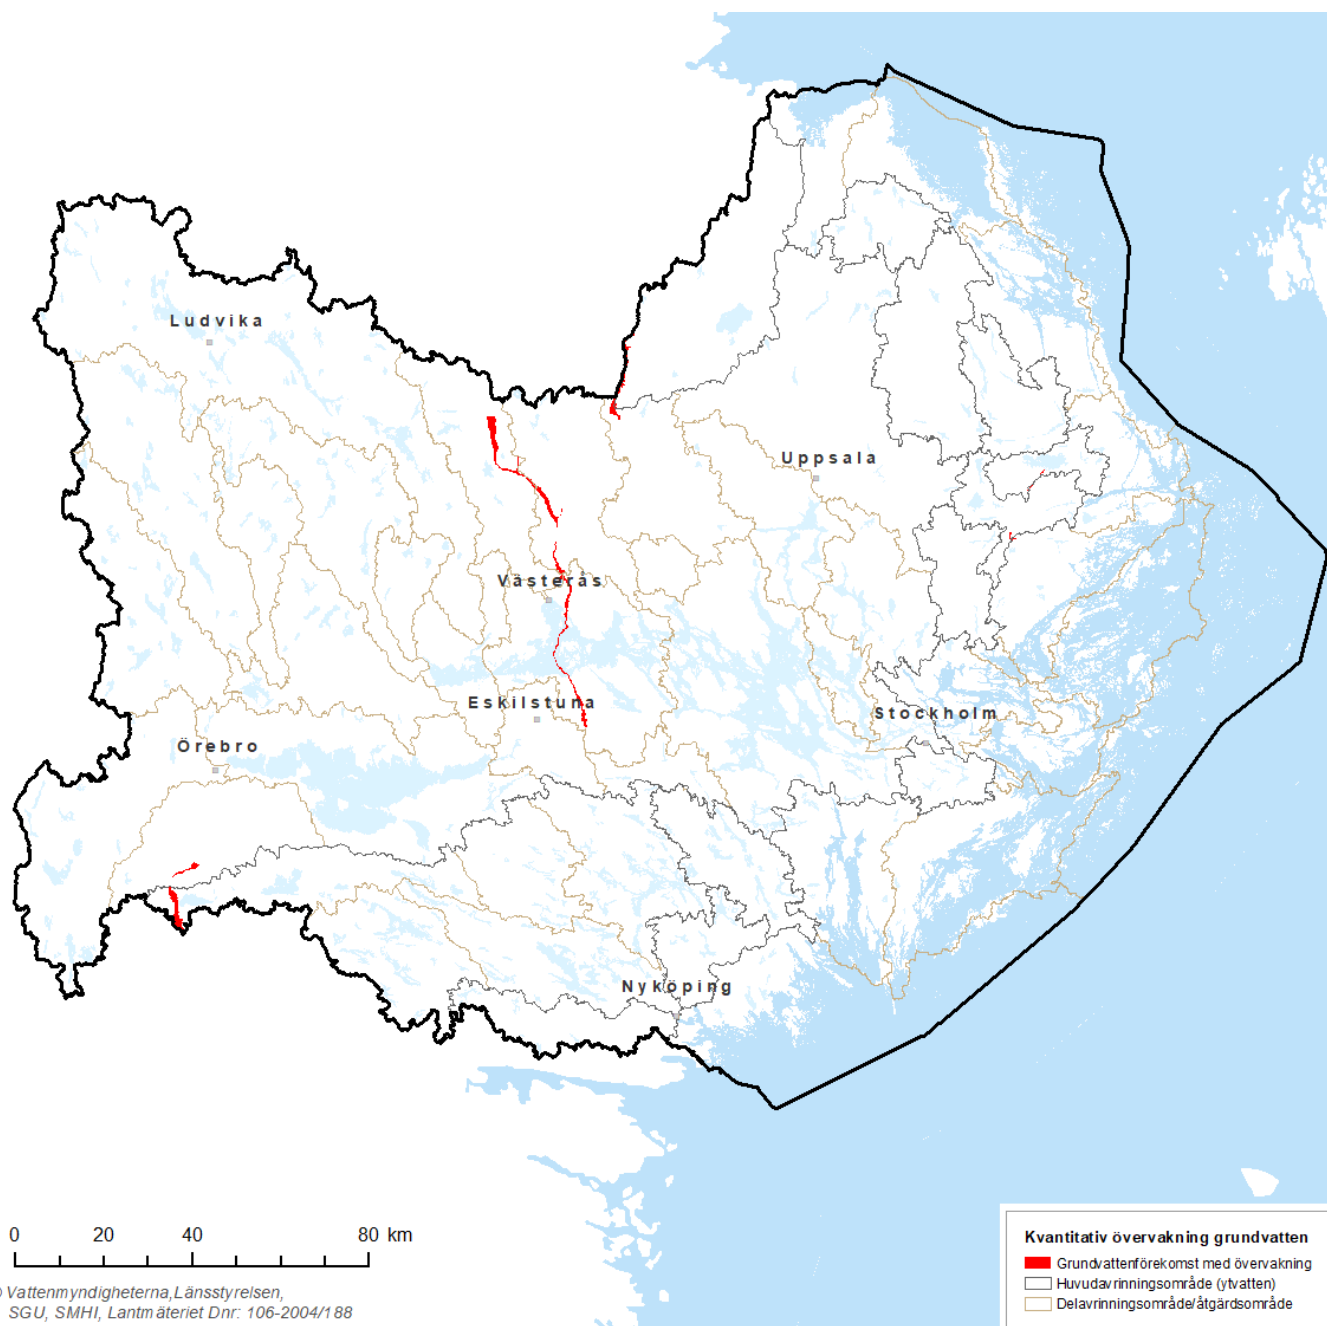 Ludvika
Uppsala
Västerås
Eskilstuna
Stockholm
Örebro
Nyköping
0 20 40 80 km
Vattenmyndigheterna, Länsstyrelsen,
SGU, SMHI, Lantmäteriet Dnr: 106-2004/188
Kvantitativ övervakning grundvatten
Grundvattenförekomst med övervakning
Huvudavrinningsområde (ytvatten)
Delavrinningsområde/åtgärdsområde